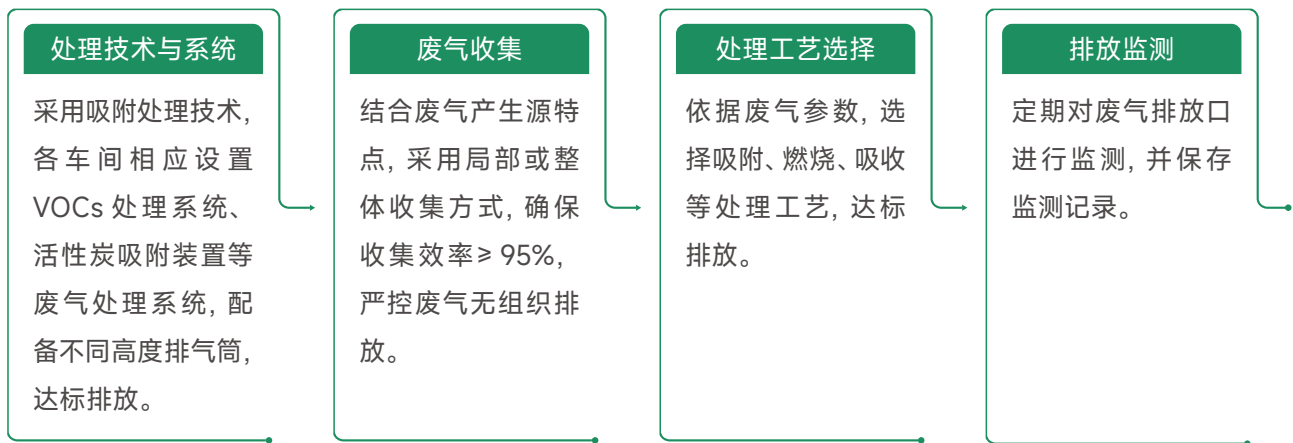 处理技术与系统
采用吸附处理技术,
各车间相应设置
VOCs 处理系统、
活性炭吸附装置等
废气处理系统, 配
备不同高度排气筒,
达标排放。
废气收集
结合废气产生源特
点, 采用局部或整
体收集方式, 确保
收集效率≥ 95%,
严控废气无组织排
放。
处理工艺选择
依据废气参数, 选
择吸附、燃烧、吸收
等处理工艺, 达标
排放。
排放监测
定期对废气排放口
进行监测, 并保存
监测记录。